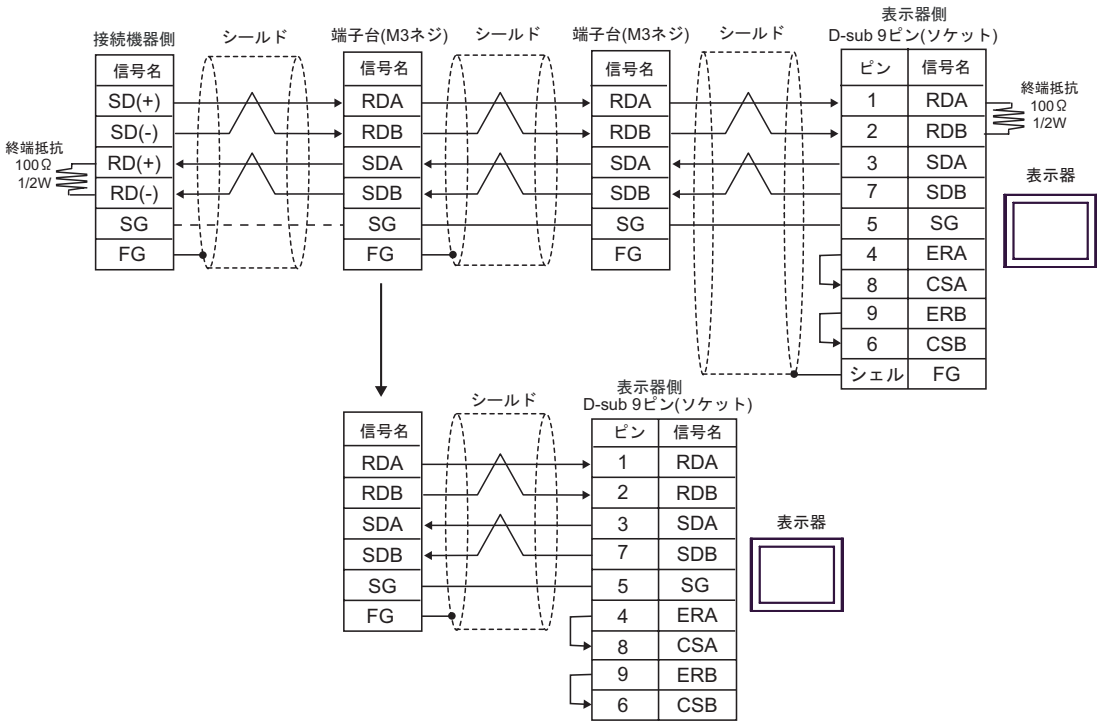 接続機器側
シールド
端子台(M3ネジ)
シールド
端子台(M3ネジ)
シールド
表示器側
D-sub 9ピン(ソケット)
信号名
SD(+)
SD(-)
RD(+)
RD(-)
SG
FG
終端抵抗
100Ω
1/2W
信号名
RDA
RDB
SDA
SDB
SG
FG
信号名
RDA
RDB
SDA
SDB
SG
FG
ピン 信号名
1 RDA
2 RDB
3 SDA
7 SDB
5 SG
4 ERA
8 CSA
9 ERB
6 CSB
シェル FG
終端抵抗
100Ω
1/2W
表示器
シールド
表示器側
D-sub 9ピン(ソケット)
信号名
RDA
RDB
SDA
SDB
SG
FG
ピン 信号名
1 RDA
2 RDB
3 SDA
7 SDB
5 SG
4 ERA
8 CSA
9 ERB
6 CSB
表示器